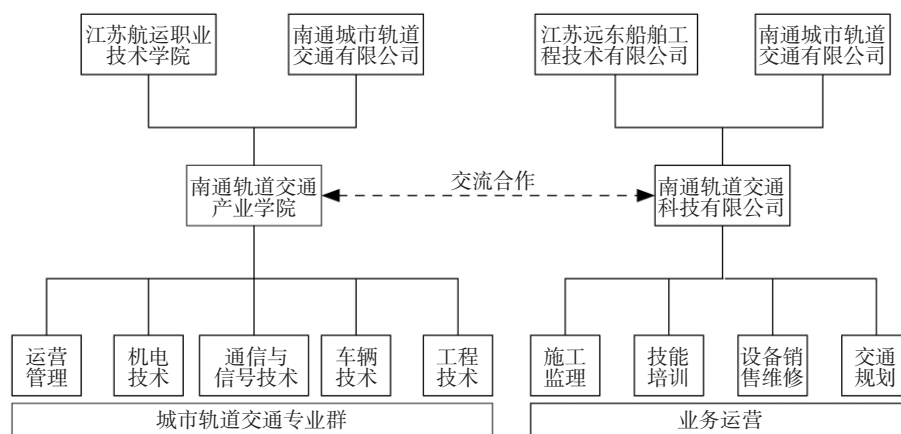 江苏航运职业
技术学院
南通城市轨道
交通有限公司
江苏远东船舶工
程技术有限公司
南通城市轨道
交通有限公司
南通轨道交通
产业学院
交流合作
南通轨道交通
科技有限公司
运营
管理
机电
技术
通信与
信号技术
车辆
技术
工程
技术
施工
监理
技能
培训
设备销
售维修
交通
规划
城市轨道交通专业群
业务运营